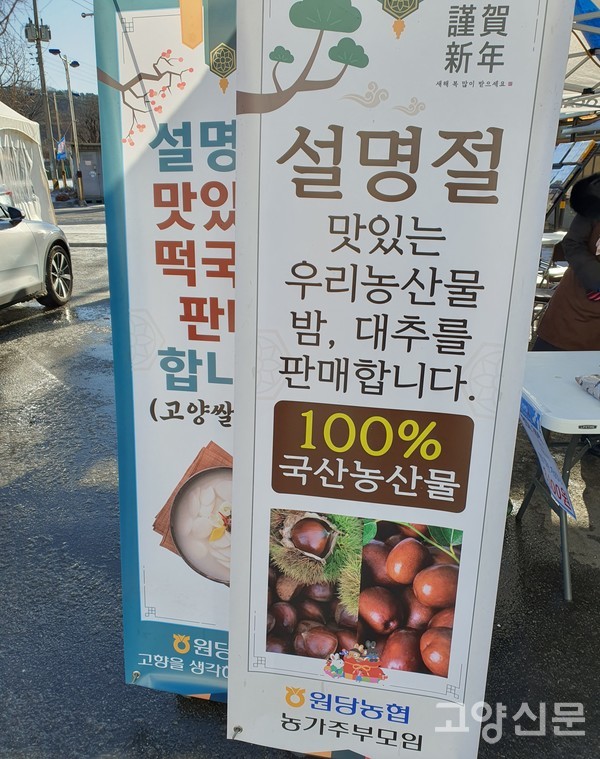 설명
맛있
떡국
판
합니
(고양쌀
원당
고향을 생각하
謹賀
新年
새해 복 많이 받으세요
설명절
맛있는
우리농산물
밤, 대추를
판매합니다.
100%
국산농산물
원당농협
농가주부모임
고양신문